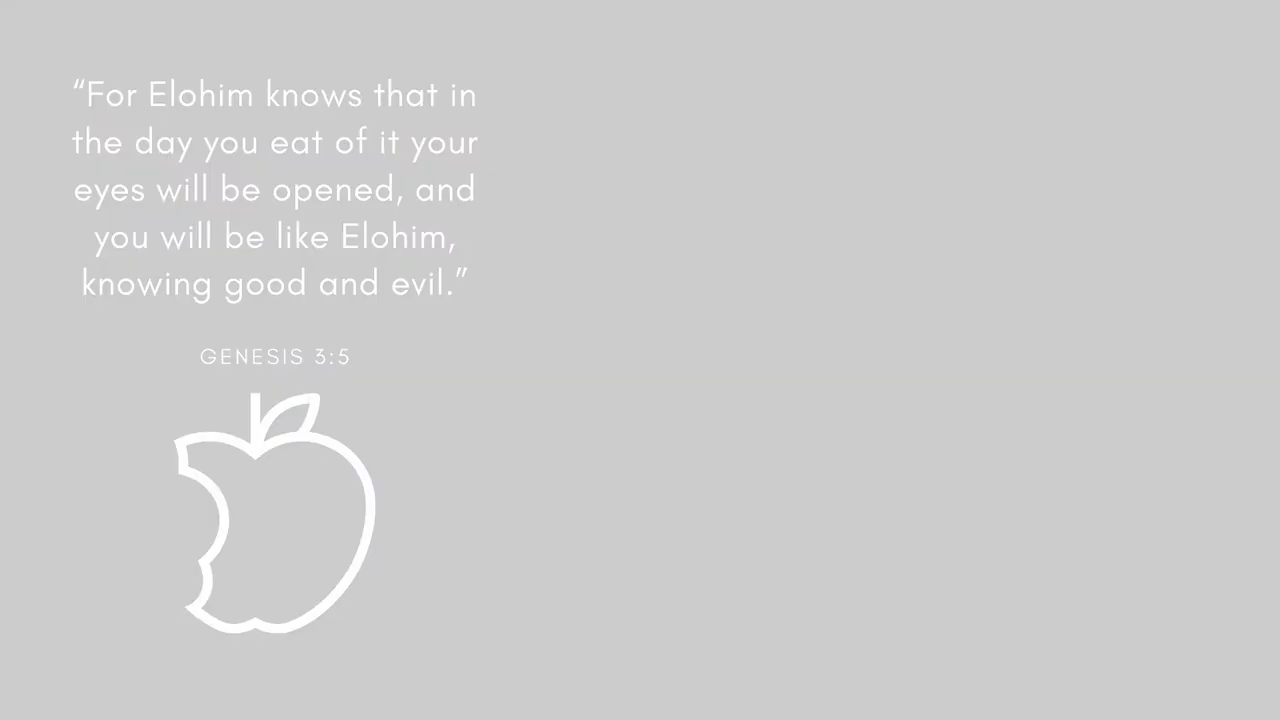 “For Elohim knows that in
the day you eat of it your
eyes will be opened, and
you will be like Elohim,
knowing good and evil.”
GENESIS 3:5